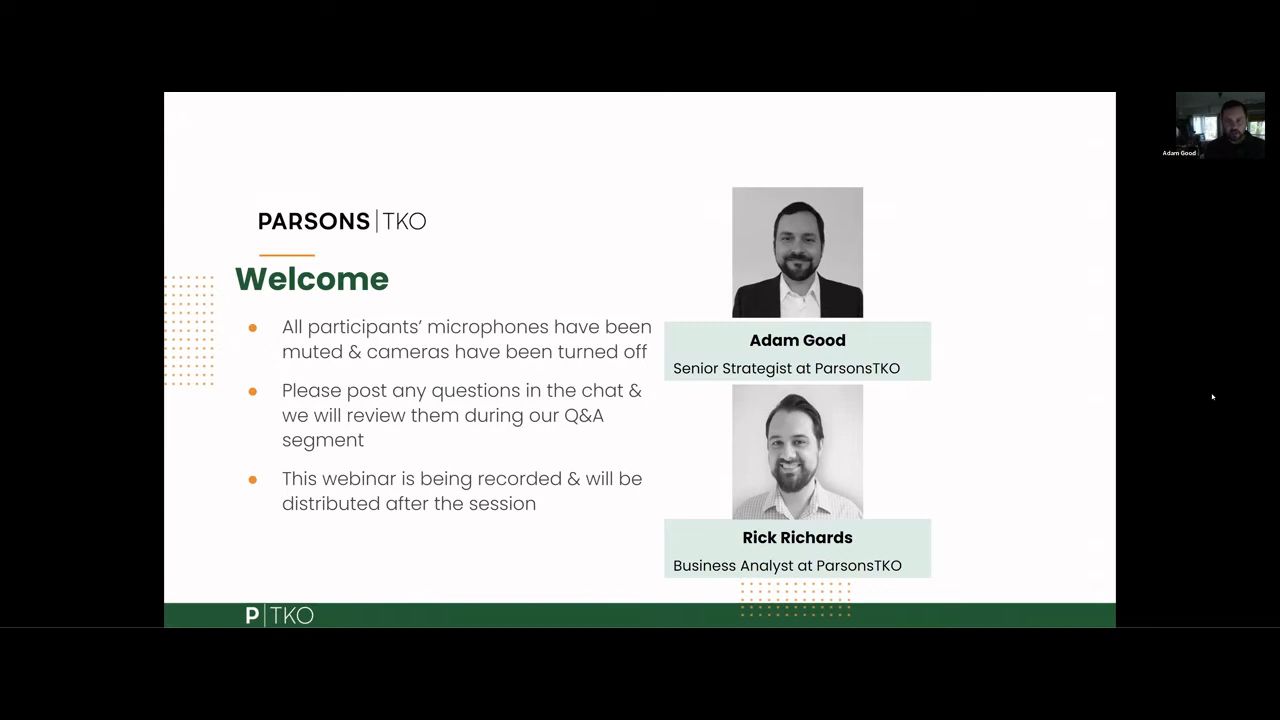 PARSONS|TKO
Welcome
All participants’ microphones have been
muted & cameras have been turned off
Please post any questions in the chat &
we will review them during our Q&A
segment
This webinar is being recorded & will be
distributed after the session
Adam Good
Senior Strategist at ParsonsTKO
Rick Richards
Business Analyst at ParsonsTKO
P|TKO
Adam Good